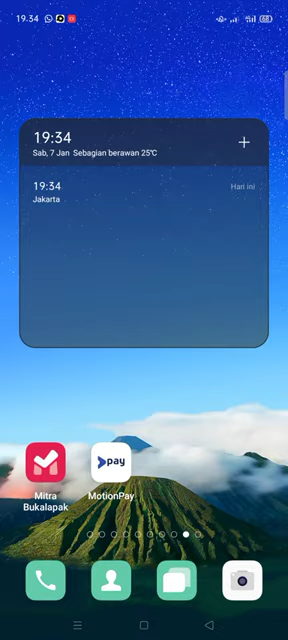 19.34
68
19:34
Sab, 7 Jan Sebagian berawan 25°C
19:34
Hari ini
Jakarta
pay
Mitra
Bukalapak
MotionPay